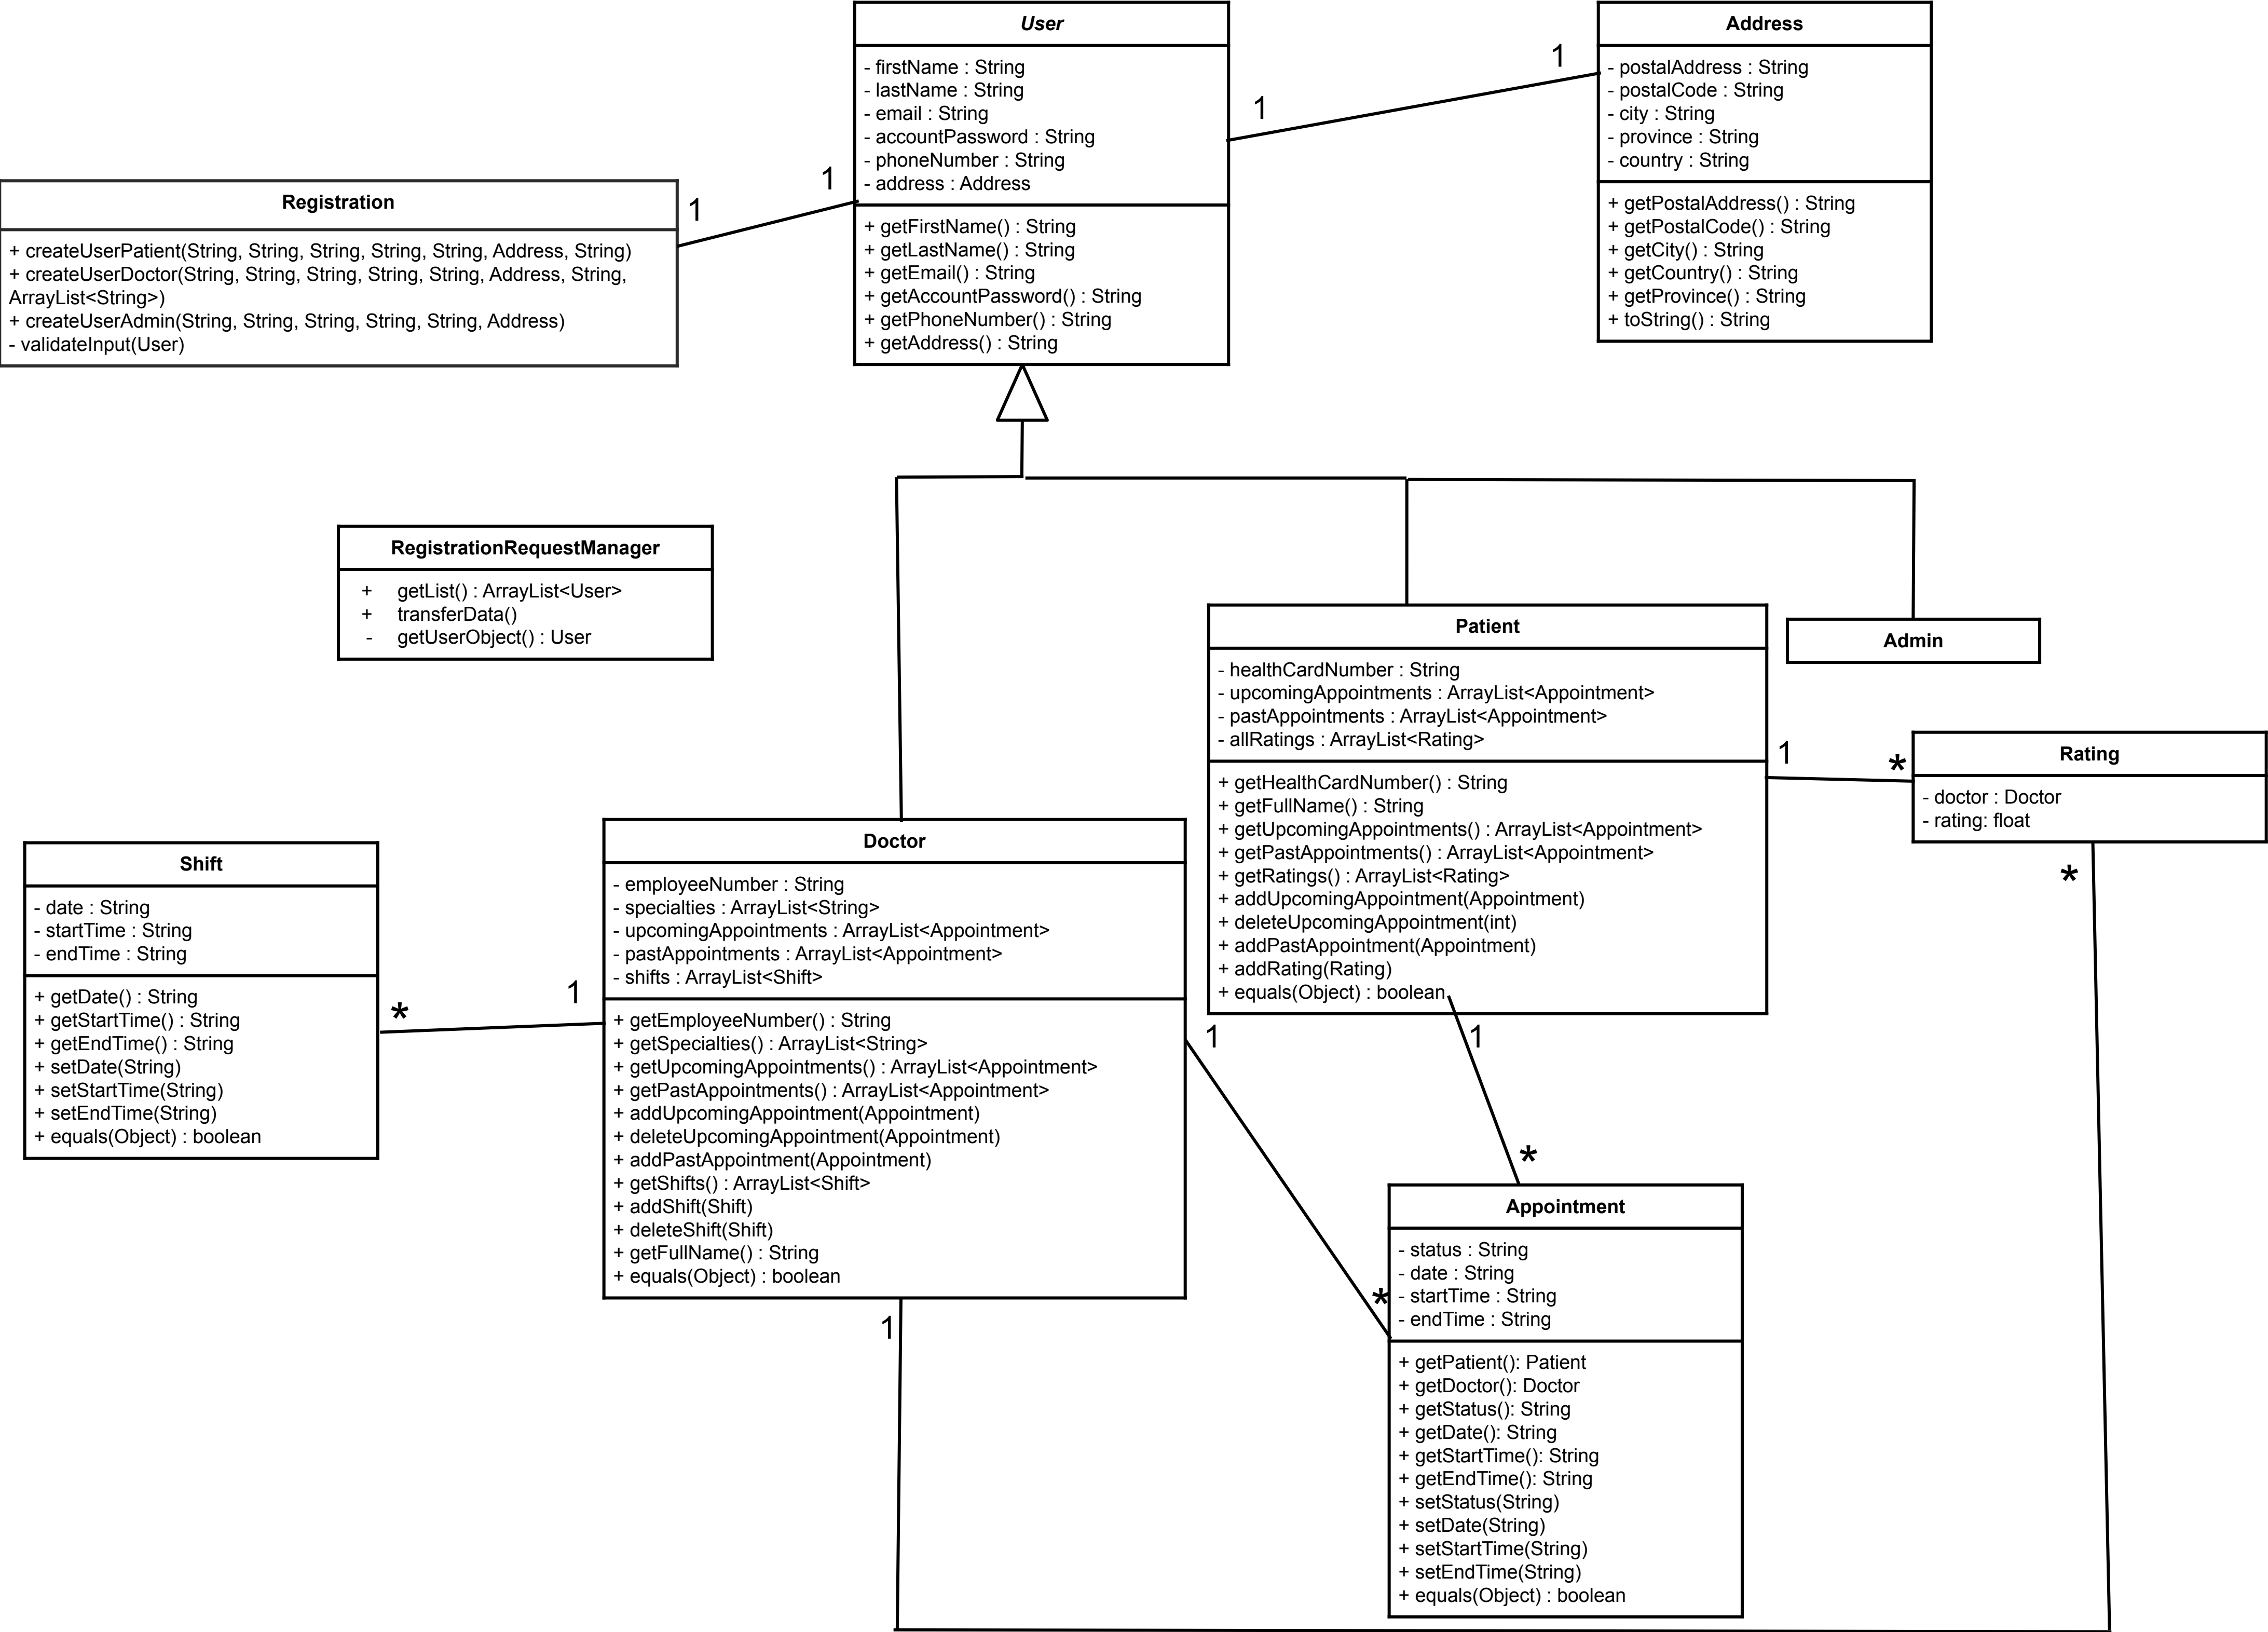 User
- firstName : String
- lastName : String
- email : String
- accountPassword : String
- phoneNumber : String
- address : Address
+ getFirstName() : String
+ getLastName() : String
+ getEmail() : String
+ getAccountPassword() : String
+ getPhoneNumber() : String
+ getAddress() : String
1
1
Address
- postalAddress : String
- postalCode : String
- city : String
- province : String
- country : String
+ getPostalAddress() : String
+ getPostalCode() : String
+ getCity() : String
+ getCountry() : String
+ getProvince() : String
+ toString() : String
1
1
Registration
+ createUserPatient(String, String, String, String, String, Address, String)
+ createUserDoctor(String, String, String, String, String, Address, String,
ArrayList<String>)
+ createUserAdmin(String, String, String, String, String, Address)
- validateInput(User)
RegistrationRequestManager
+ getList() : ArrayList<User>
+ transferData()
- getUserObject() : User
Patient
- healthCardNumber : String
- upcomingAppointments : ArrayList<Appointment>
- pastAppointments : ArrayList<Appointment>
- allRatings : ArrayList<Rating>
+ getHealthCardNumber() : String
+ getFullName() : String
+ getUpcomingAppointments() : ArrayList<Appointment>
+ getPastAppointments() : ArrayList<Appointment>
+ getRatings() : ArrayList<Rating>
+ addUpcomingAppointment(Appointment)
+ deleteUpcomingAppointment(int)
+ addPastAppointment(Appointment)
+ addRating(Rating)
+ equals(Object) : boolean
Admin
1
*
Rating
- doctor : Doctor
- rating: float
*
Shift
- date : String
- startTime : String
- endTime : String
+ getDate() : String
+ getStartTime() : String
+ getEndTime() : String
+ setDate(String)
+ setStartTime(String)
+ setEndTime(String)
+ equals(Object) : boolean
*
1
Doctor
- employeeNumber : String
- specialties : ArrayList<String>
- upcomingAppointments : ArrayList<Appointment>
- pastAppointments : ArrayList<Appointment>
- shifts : ArrayList<Shift>
+ getEmployeeNumber() : String
+ getSpecialties() : ArrayList<String>
+ getUpcomingAppointments() : ArrayList<Appointment>
+ getPastAppointments() : ArrayList<Appointment>
+ addUpcomingAppointment(Appointment)
+ deleteUpcomingAppointment(Appointment)
+ addPastAppointment(Appointment)
+ getShifts() : ArrayList<Shift>
+ addShift(Shift)
+ deleteShift(Shift)
+ getFullName() : String
+ equals(Object) : boolean
1
1
*
*
1
Appointment
- status : String
- date : String
- startTime : String
- endTime : String
+ getPatient(): Patient
+ getDoctor(): Doctor
+ getStatus(): String
+ getDate(): String
+ getStartTime(): String
+ getEndTime(): String
+ setStatus(String)
+ setDate(String)
+ setStartTime(String)
+ setEndTime(String)
+ equals(Object) : boolean